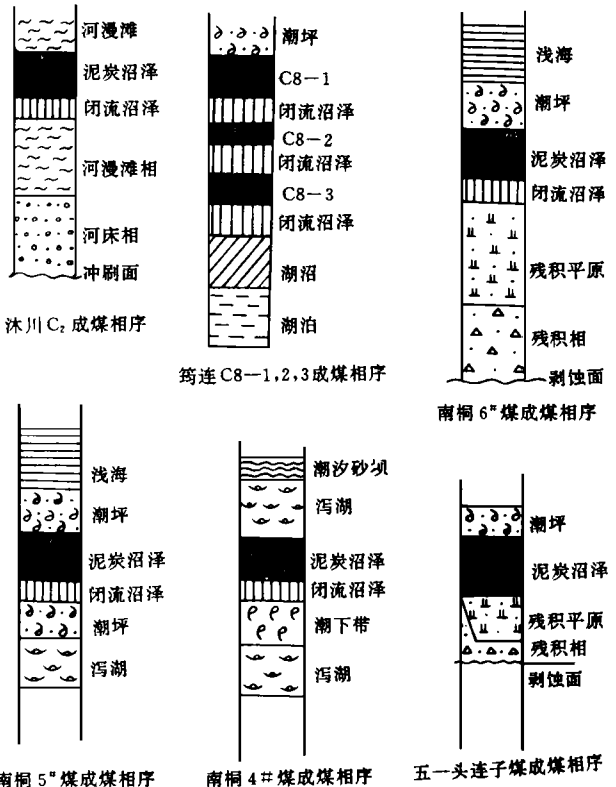 河漫滩
泥炭沼泽
闭流沼泽
河漫滩相
河床相
冲刷面
沐川C₂成煤相序
潮坪
C8—1
闭流沼泽
C8—2
闭流沼泽
C8—3
闭流沼泽
湖沼
湖泊
筠连C8—1,2,3成煤相序
浅海
潮坪
泥炭沼泽
闭流沼泽
残积平原
残积相
剥蚀面
南桐6#煤成煤相序
浅海
潮坪
泥炭沼泽
闭流沼泽
潮坪
泻湖
南桐5#煤成煤相序
潮汐砂坝
泻湖
泥炭沼泽
闭流沼泽
潮下带
泻湖
南桐4#煤成煤相序
潮坪
泥炭沼泽
残积平原
残积相
剥蚀面
五一头连子煤成煤相序